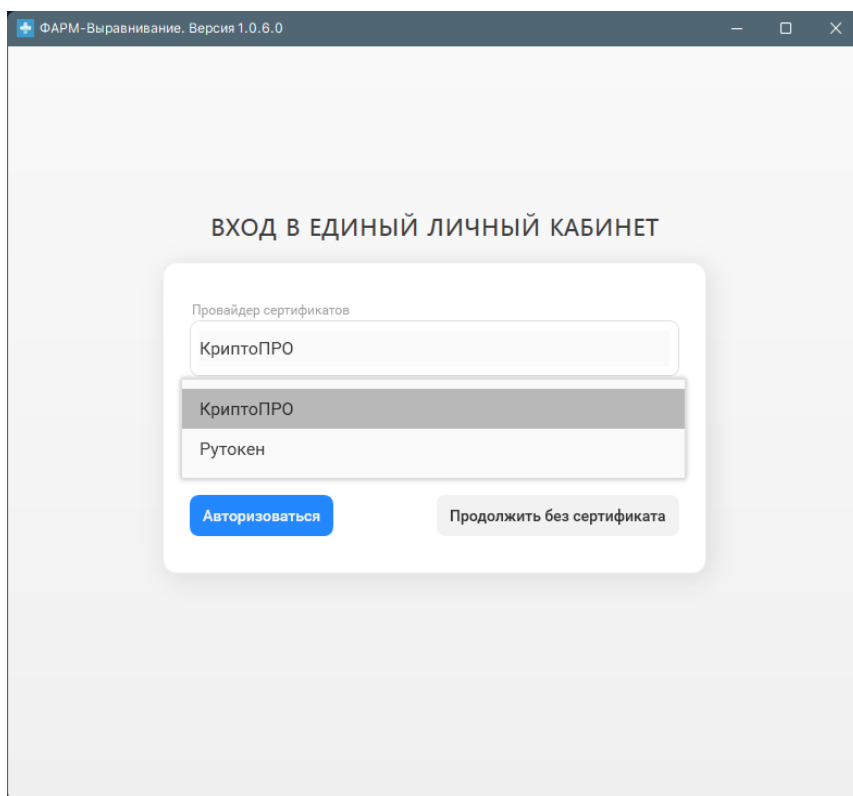 ФАРМ-Выравнивание. Версия 1.0.6.0
ВХОД В ЕДИНЫЙ ЛИЧНЫЙ КАБИНЕТ
Провайдер сертификатов
КриптоПРО
КриптоПРО
Рутокен
Авторизоваться
Продолжить без сертификата